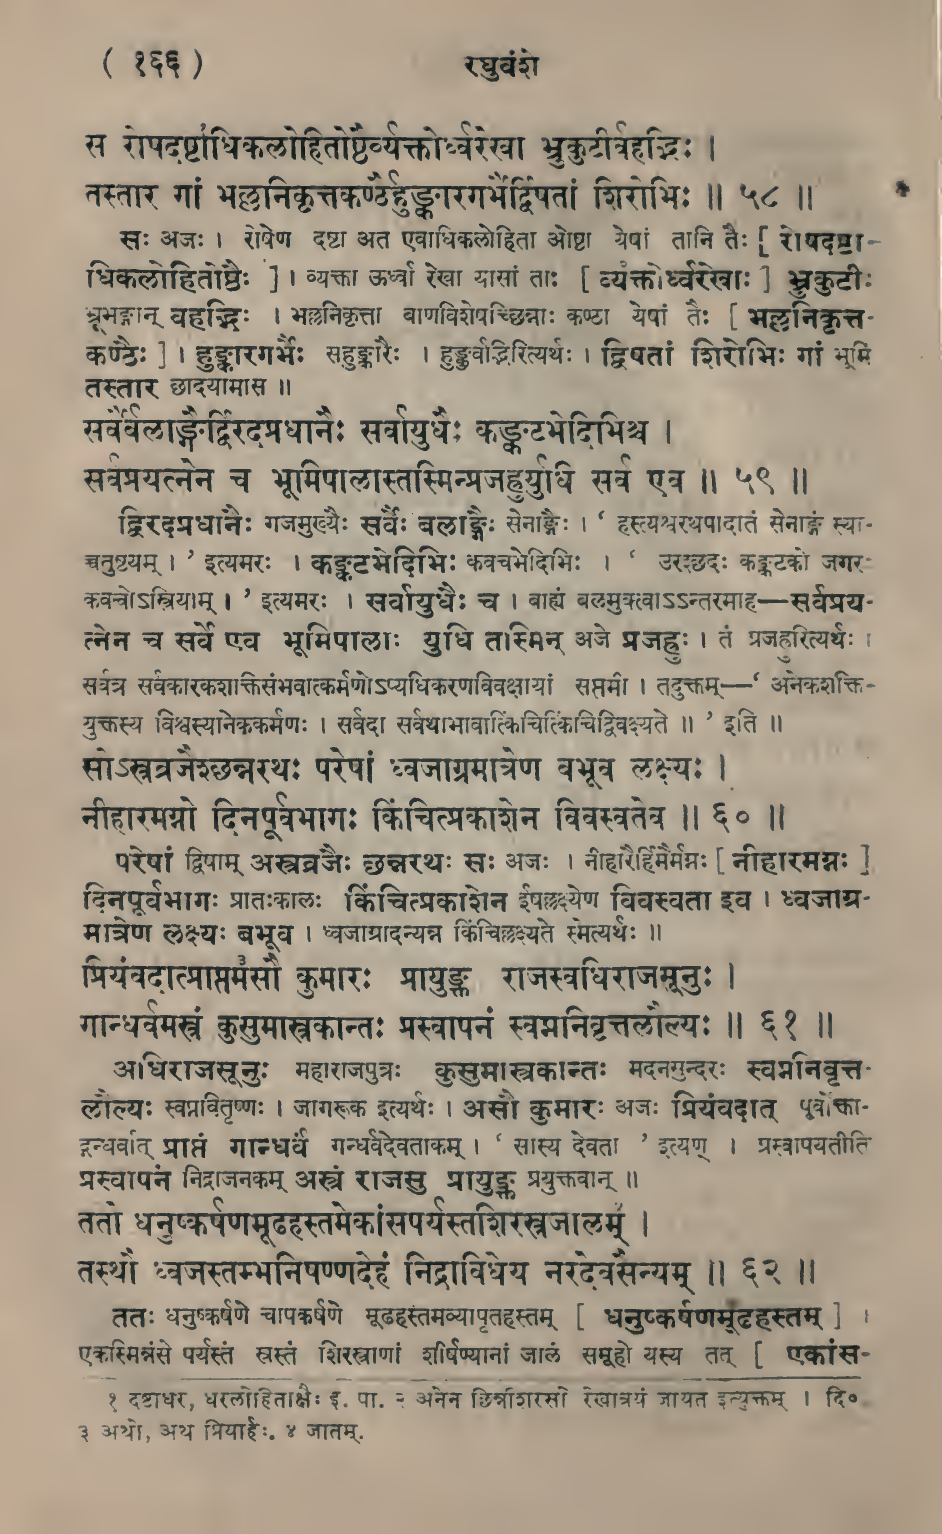 ( १६६ ) रघुवंशे
स रोषदष्टाधिकलोहितोष्ठैर्व्यक्तोर्ध्वरेखा भ्रुकुटीर्वहद्भिः ।
तस्तार गां भल्लनिकृत्तकण्ठैर्हुङ्कारगर्भैर्द्विषतां शिरोभिः ॥ ५८ ॥
सः अजः । रोषेण दष्टा अत एवाधिकलोहिता ओष्ठा येषां तानि तैः [ रोषदष्टा-
धिकलोहितोष्ठैः ] । व्यक्ता ऊर्ध्वा रेखा यासां ताः [ व्यक्तोर्ध्वरेखाः ] भ्रुकुटीः
भ्रूभङ्गान् वहद्भिः । भल्लनिकृत्ता बाणविशेषच्छिन्नाः कण्ठा येषां तैः [ भल्लनिकृत्त-
कण्ठैः ] । हुङ्कारगर्भैः सहुङ्कारैः । हुङ्कुर्वद्भिरित्यर्थः । द्विषतां शिरोभिः गां भूमिं
तस्तार छादयामास ॥
सर्वैर्बलाङ्गैर्द्विरदप्रधानैः सर्वायुधैः कङ्कटभेदिभिश्च ।
सर्वप्रयत्नेन च भूमिपालास्तस्मिन्प्रजह्रुर्युधि सर्व एव ॥ ५९ ॥
द्विरदप्रधानैः गजमुख्यैः सर्वैः बलाङ्गैः सेनाङ्गैः । ‘ हस्त्यश्वरथपादातं सेनाङ्गं स्या-
च्चतुष्टयम् । ’ इत्यमरः । कङ्कटभेदिभिः कवचभेदिभिः । ‘ उरश्छदः कङ्कटको जगरः
कवचोऽस्त्रियाम् । ’ इत्यमरः । सर्वायुधैः च । बाह्यं बलमुक्त्वाऽऽन्तरमाह—सर्वप्रय-
त्नेन च सर्वे एव भूमिपालाः युधि तस्मिन् अजे प्रजह्रुः । तं प्रजह्रुरित्यर्थः ।
सर्वत्र सर्वकारकशक्तिसंभवात्कर्मणोऽप्यधिकरणविवक्षायां सप्तमी । तदुक्तम्—‘ अनेकशक्ति-
युक्तस्य विश्वस्यानेककर्मणः । सर्वदा सर्वथाभावात्किंचित्किंचिद्विवक्ष्यते ॥ ’ इति ॥
सोऽस्त्रव्रजैश्छन्नरथः परेषां ध्वजाग्रमात्रेण बभूव लक्ष्यः ।
नीहारमग्नो दिनपूर्वभागः किंचित्प्रकाशेन विवस्वतेव ॥ ६० ॥
परेषां द्विषाम् अस्त्रव्रजैः छन्नरथः सः अजः । नीहारैर्हिमैर्मग्नः [ नीहारमग्नः ]
दिनपूर्वभागः प्रातःकालः किंचित्प्रकाशेन ईषल्लक्ष्येण विवस्वता इव । ध्वजाग्र-
मात्रेण लक्ष्यः बभूव । ध्वजाग्रादन्यन्न किंचिल्लक्ष्यते स्मेत्यर्थः ॥
प्रियंवदात्प्राप्तमसौ कुमारः प्रायुङ्क्त राजस्वधिराजसूनुः ।
गान्धर्वमस्त्रं कुसुमास्त्रकान्तः प्रस्वापनं स्वप्ननिवृत्तलौल्यः ॥ ६१ ॥
अधिराजसूनुः महाराजपुत्रः कुसुमास्त्रकान्तः मदनसुन्दरः स्वप्ननिवृत्त-
लौल्यः स्वप्नवितृष्णः । जागरूक इत्यर्थः । असौ कुमारः अजः प्रियंवदात् पूर्वोक्ता-
द्गन्धर्वात् प्राप्तं गान्धर्वं गन्धर्वदेवताकम् । ‘ सास्य देवता ’ इत्यण् । प्रस्वापयतीति
प्रस्वापनं निद्राजनकम् अस्त्रं राजसु प्रायुङ्क्त प्रयुक्तवान् ॥
ततो धनुष्कर्षणमूढहस्तमेकांसपर्यस्तशिरस्त्रजालम् ।
तस्थौ ध्वजस्तम्भनिषण्णदेहं निद्राविधेयं नरदेवसैन्यम् ॥ ६२ ॥
ततः धनुष्कर्षणे चापकर्षणे मूढहस्तमव्यापृतहस्तम् [ धनुष्कर्षणमूढहस्तम् ] ।
एकस्मिन्नंसे पर्यस्तं स्रस्तं शिरस्त्राणां शीर्षण्यानां जालं समूहो यस्य तत् [ एकांस-
१ दष्टाधर, धरलोहिताक्षैः इ. पा. २ अनेन छिन्नशिरसो रेखात्रयं जायत इत्युक्तम् । दि०
३ अथो, अथ प्रियार्हः. ४ जातम्.